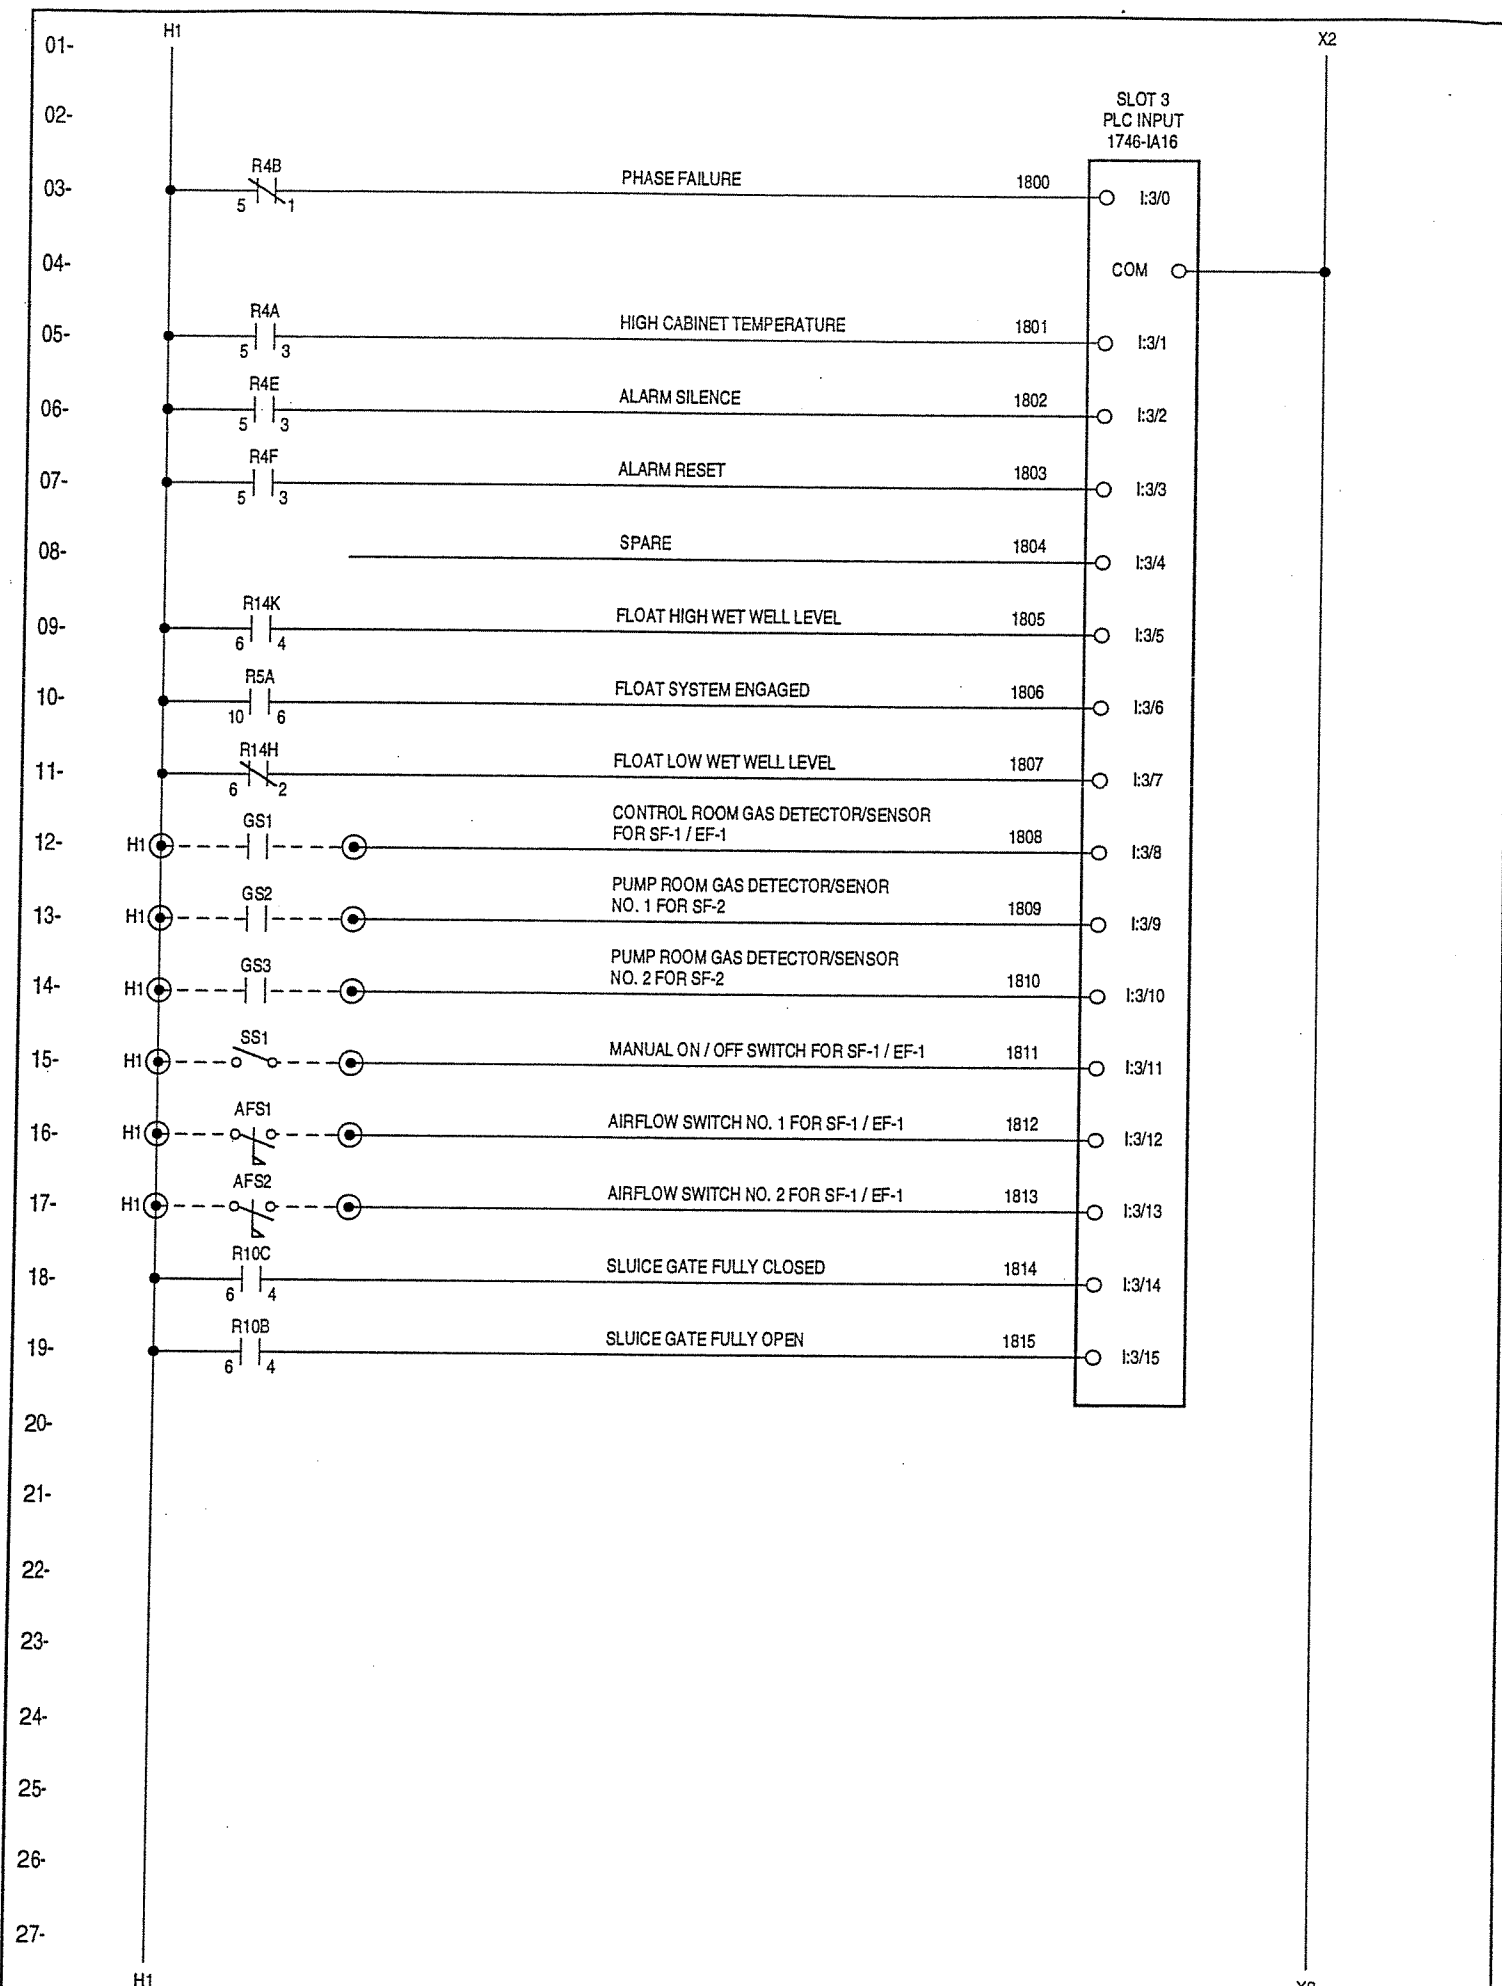 H1
X2
01-
02-
SLOT 3
PLC INPUT
1746-IA16
03-
R4B
5
1
PHASE FAILURE
1800
I:3/0
04-
COM
05-
R4A
5
3
HIGH CABINET TEMPERATURE
1801
I:3/1
06-
R4E
5
3
ALARM SILENCE
1802
I:3/2
07-
R4F
5
3
ALARM RESET
1803
I:3/3
08-
SPARE
1804
I:3/4
09-
R14K
6
4
FLOAT HIGH WET WELL LEVEL
1805
I:3/5
10-
R5A
10
6
FLOAT SYSTEM ENGAGED
1806
I:3/6
11-
R14H
6
2
FLOAT LOW WET WELL LEVEL
1807
I:3/7
12-
H1
GS1
CONTROL ROOM GAS DETECTOR/SENSOR
FOR SF-1 / EF-1
1808
I:3/8
13-
H1
GS2
PUMP ROOM GAS DETECTOR/SENOR
NO. 1 FOR SF-2
1809
I:3/9
14-
H1
GS3
PUMP ROOM GAS DETECTOR/SENSOR
NO. 2 FOR SF-2
1810
I:3/10
15-
H1
SS1
MANUAL ON / OFF SWITCH FOR SF-1 / EF-1
1811
I:3/11
16-
H1
AFS1
AIRFLOW SWITCH NO. 1 FOR SF-1 / EF-1
1812
I:3/12
17-
H1
AFS2
AIRFLOW SWITCH NO. 2 FOR SF-1 / EF-1
1813
I:3/13
18-
R10C
6
4
SLUICE GATE FULLY CLOSED
1814
I:3/14
19-
R10B
6
4
SLUICE GATE FULLY OPEN
1815
I:3/15
20-
21-
22-
23-
24-
25-
26-
27-
H1